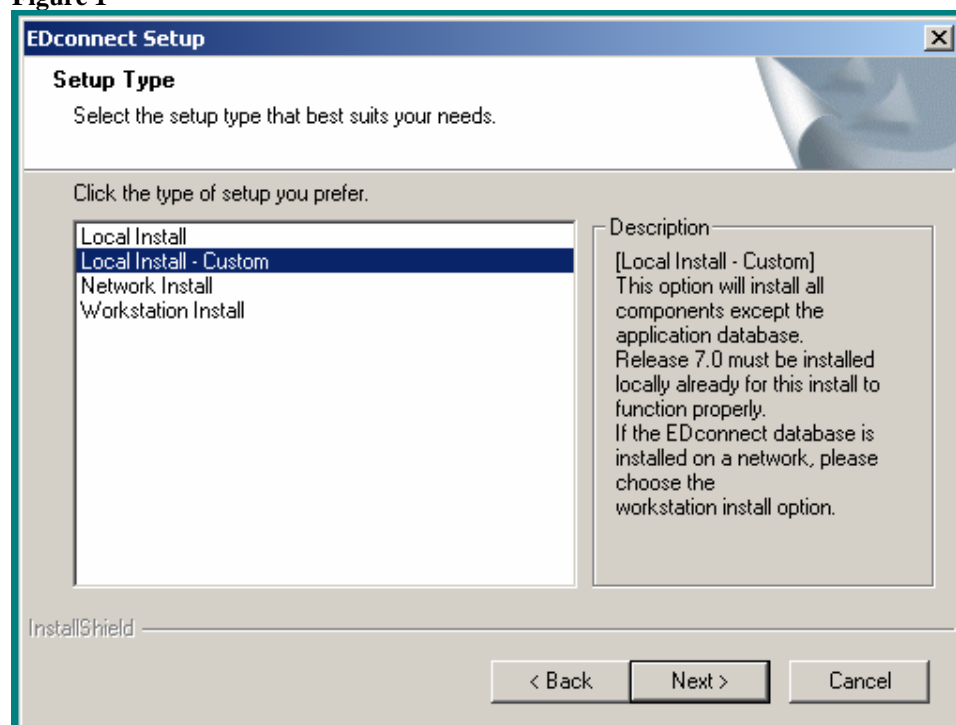 Figure 1
EDconnect Setup
Setup Type
Select the setup type that best suits your needs.
Click the type of setup you prefer.
Local Install
Local Install - Custom
Network Install
Workstation Install
Description
[Local Install - Custom]
This option will install all
components except the
application database.
Release 7.0 must be installed
locally already for this install to
function properly.
If the EDconnect database is
installed on a network, please
choose the
workstation install option.
InstallShield
< Back
Next >
Cancel